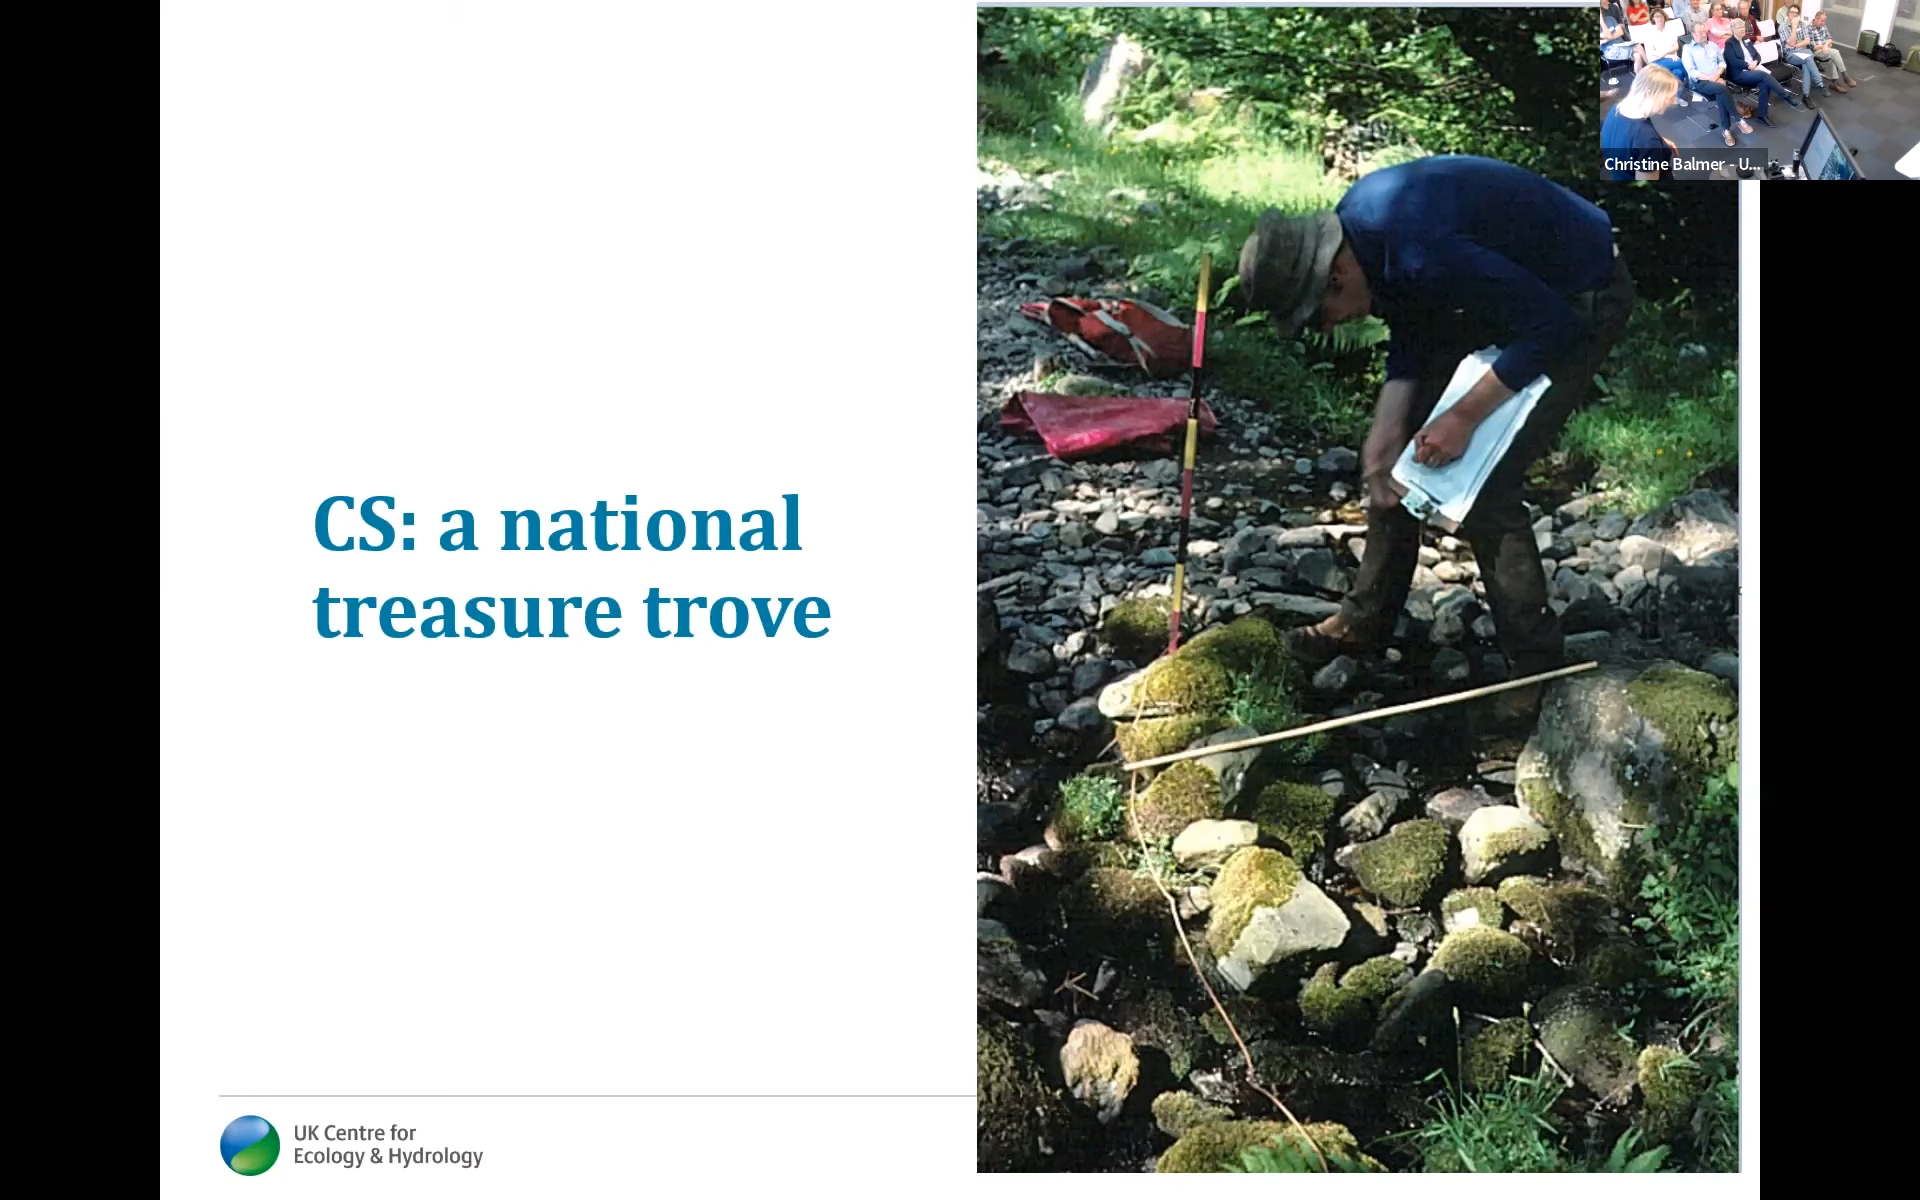 Christine Balmer - U...
CS: a national
treasure trove
UK Centre for
Ecology & Hydrology